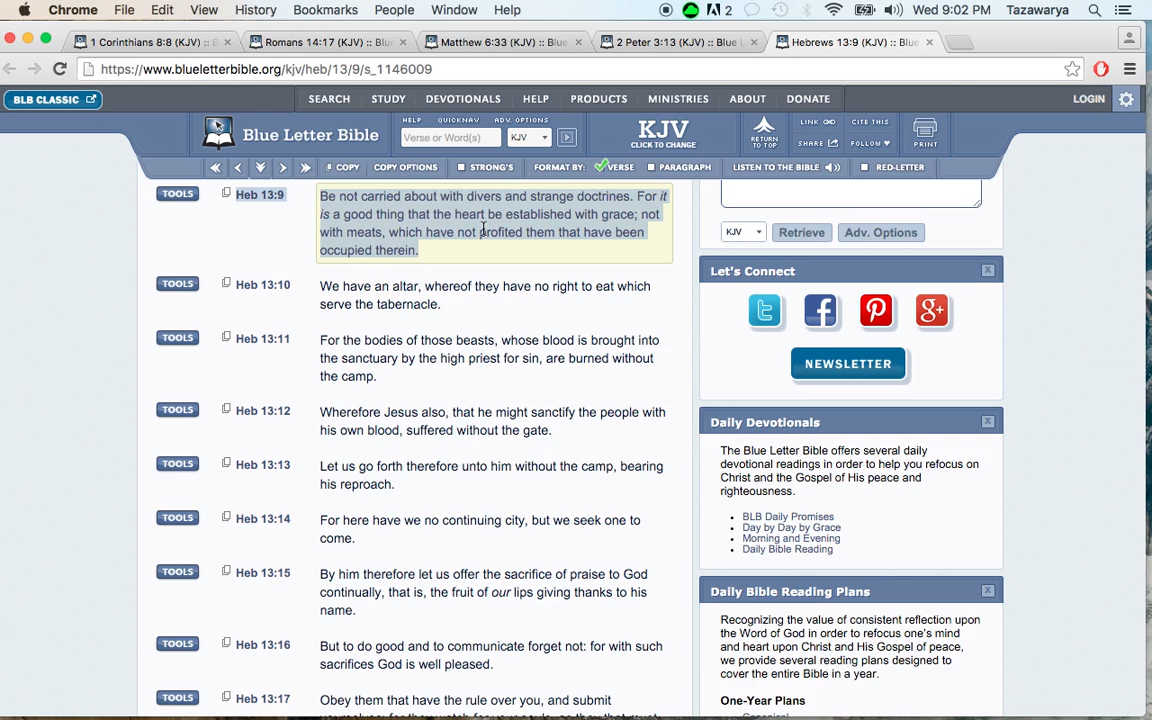 Chrome File Edit View History Bookmarks People Window Help 2 Wed 9:02 PM Tazawarya
1 Corinthians 8:8 (KJV) :: B
Romans 14:17 (KJV) :: Blue
Matthew 6:33 (KJV) :: Blue
2 Peter 3:13 (KJV) :: Blue L
Hebrews 13:9 (KJV) :: Blue
https://www.blueletterbible.org/kjv/heb/13/9/s_1146009
BLB CLASSIC SEARCH STUDY DEVOTIONALS HELP PRODUCTS MINISTRIES ABOUT DONATE LOGIN
Blue Letter Bible
HELP QUICKNAV ADV. OPTIONS
Verse or Word(s) KJV
KJV
CLICK TO CHANGE
RETURN
TO TOP
LINK CITE THIS
SHARE FOLLOW
PRINT
COPY COPY OPTIONS STRONG'S FORMAT BY: VERSE PARAGRAPH LISTEN TO THE BIBLE RED-LETTER
TOOLS Heb 13:9 Be not carried about with divers and strange doctrines. For it
is a good thing that the heart be established with grace; not
with meats, which have not profited them that have been
occupied therein.
TOOLS Heb 13:10 We have an altar, whereof they have no right to eat which
serve the tabernacle.
TOOLS Heb 13:11 For the bodies of those beasts, whose blood is brought into
the sanctuary by the high priest for sin, are burned without
the camp.
TOOLS Heb 13:12 Wherefore Jesus also, that he might sanctify the people with
his own blood, suffered without the gate.
TOOLS Heb 13:13 Let us go forth therefore unto him without the camp, bearing
his reproach.
TOOLS Heb 13:14 For here have we no continuing city, but we seek one to
come.
TOOLS Heb 13:15 By him therefore let us offer the sacrifice of praise to God
continually, that is, the fruit of our lips giving thanks to his
name.
TOOLS Heb 13:16 But to do good and to communicate forget not: for with such
sacrifices God is well pleased.
TOOLS Heb 13:17 Obey them that have the rule over you, and submit
KJV Retrieve Adv. Options
Let's Connect
NEWSLETTER
Daily Devotionals
The Blue Letter Bible offers several daily
devotional readings in order to help you refocus on
Christ and the Gospel of His peace and
righteousness.
BLB Daily Promises
Day by Day by Grace
Morning and Evening
Daily Bible Reading
Daily Bible Reading Plans
Recognizing the value of consistent reflection upon
the Word of God in order to refocus one's mind
and heart upon Christ and His Gospel of peace,
we provide several reading plans designed to
cover the entire Bible in a year.
One-Year Plans